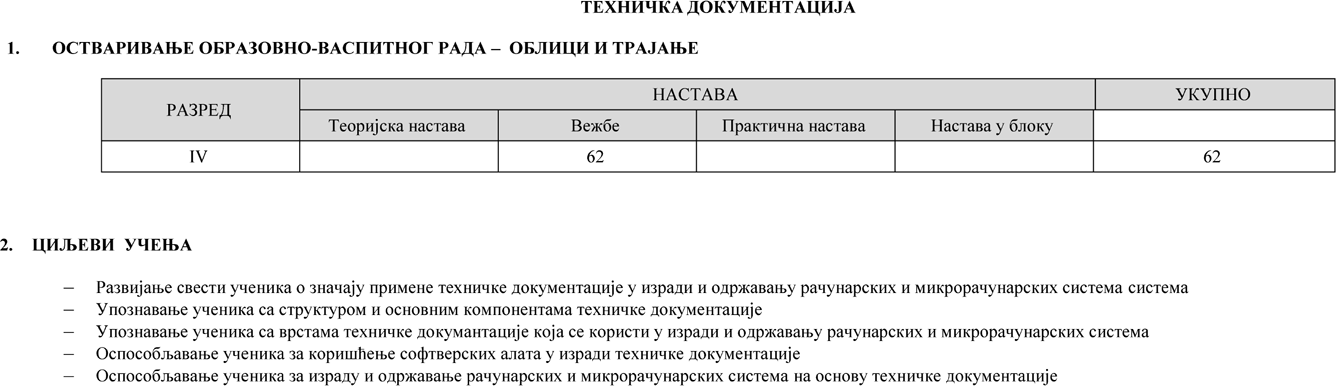 ТЕХНИЧКА ДОКУМЕНТАЦИЈА
1. ОСТВАРИВАЊЕ ОБРАЗОВНО-ВАСПИТНОГ РАДА – ОБЛИЦИ И ТРАЈАЊЕ
РАЗРЕД НАСТАВА УКУПНО
Теоријска настава Вежбе Практична настава Настава у блоку
IV 62 62
2. ЦИЉЕВИ УЧЕЊА
– Развијање свести ученика о значају примене техничке документације у изради и одржавању рачунарских и микрорачунарских система система
– Упознавање ученика са структуром и основним компонентама техничке документације
– Упознавање ученика са врстама техничке докумантације која се користи у изради и одржавању рачунарских и микрорачунарских система
– Оспособљавање ученика за коришћење софтверских алата у изради техничке документације
– Оспособљавање ученика за израду и одржавање рачунарских и микрорачунарских система на основу техничке документације